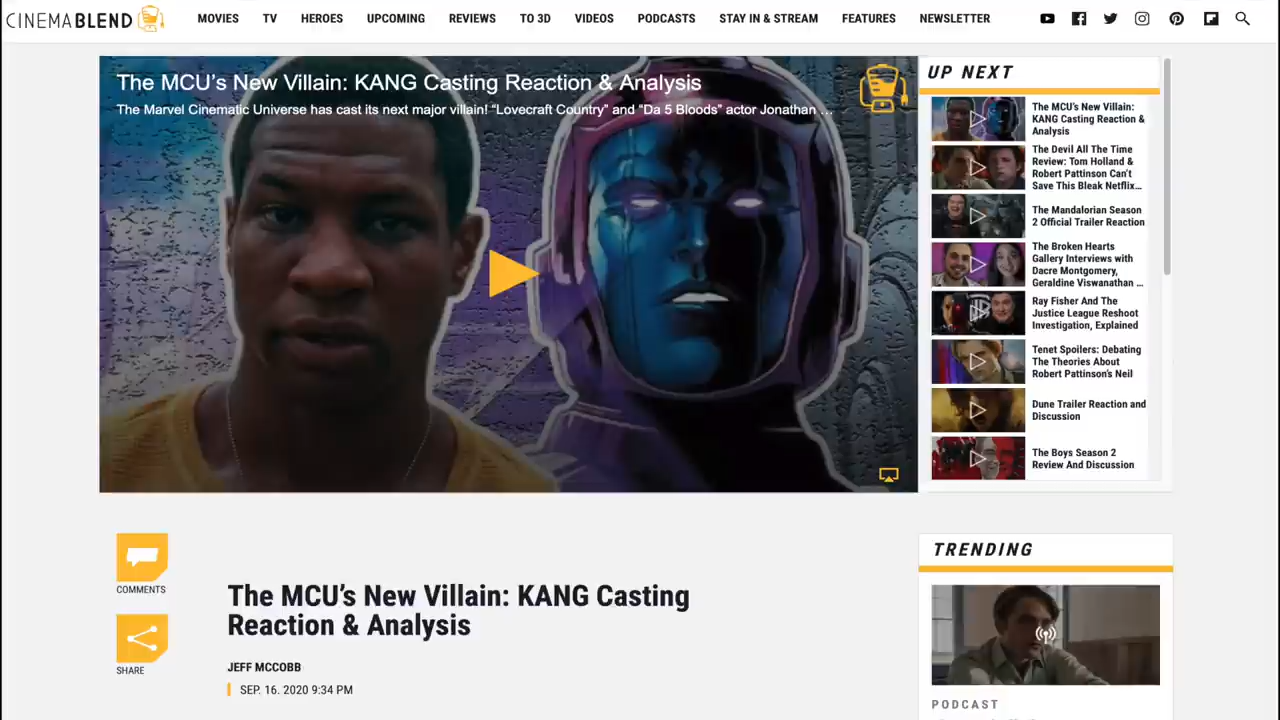 CINEMABLEND
MOVIES TV HEROES UPCOMING REVIEWS TO 3D VIDEOS PODCASTS STAY IN & STREAM FEATURES NEWSLETTER
The MCU's New Villain: KANG Casting Reaction & Analysis
The Marvel Cinematic Universe has cast its next major villain! “Lovecraft Country” and “Da 5 Bloods” actor Jonathan ...
UP NEXT
The MCU's New Villain:
KANG Casting Reaction &
Analysis
The Devil All The Time
Review: Tom Holland &
Robert Pattinson Can't
Save This Bleak Netflix...
The Mandalorian Season
2 Official Trailer Reaction
The Broken Hearts
Gallery Interviews with
Dacre Montgomery,
Geraldine Viswanathan ...
Ray Fisher And The
Justice League Reshoot
Investigation, Explained
Tenet Spoilers: Debating
The Theories About
Robert Pattinson's Neil
Dune Trailer Reaction and
Discussion
The Boys Season 2
Review And Discussion
COMMENTS
SHARE
The MCU's New Villain: KANG Casting
Reaction & Analysis
JEFF MCCOBB
SEP. 16. 2020 9:34 PM
TRENDING
PODCAST